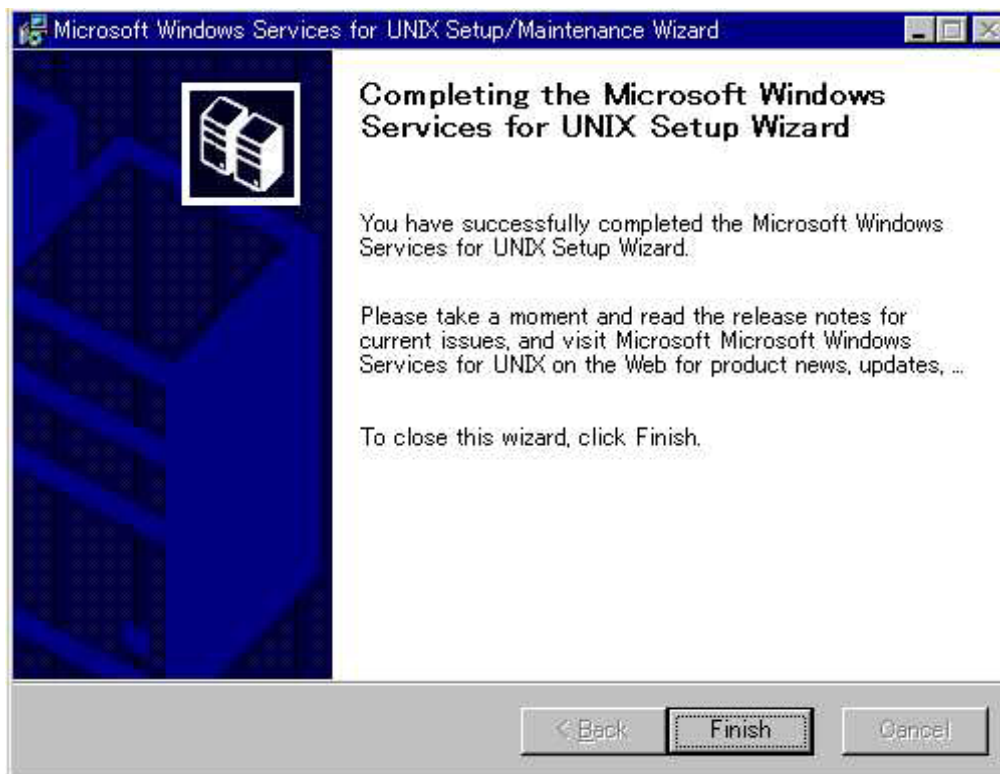 Microsoft Windows Services for UNIX Setup/Maintenance Wizard
Completing the Microsoft Windows
Services for UNIX Setup Wizard
You have successfully completed the Microsoft Windows
Services for UNIX Setup Wizard.
Please take a moment and read the release notes for
current issues, and visit Microsoft Microsoft Windows
Services for UNIX on the Web for product news, updates, ...
To close this wizard, click Finish.
< Back
Finish
Cancel